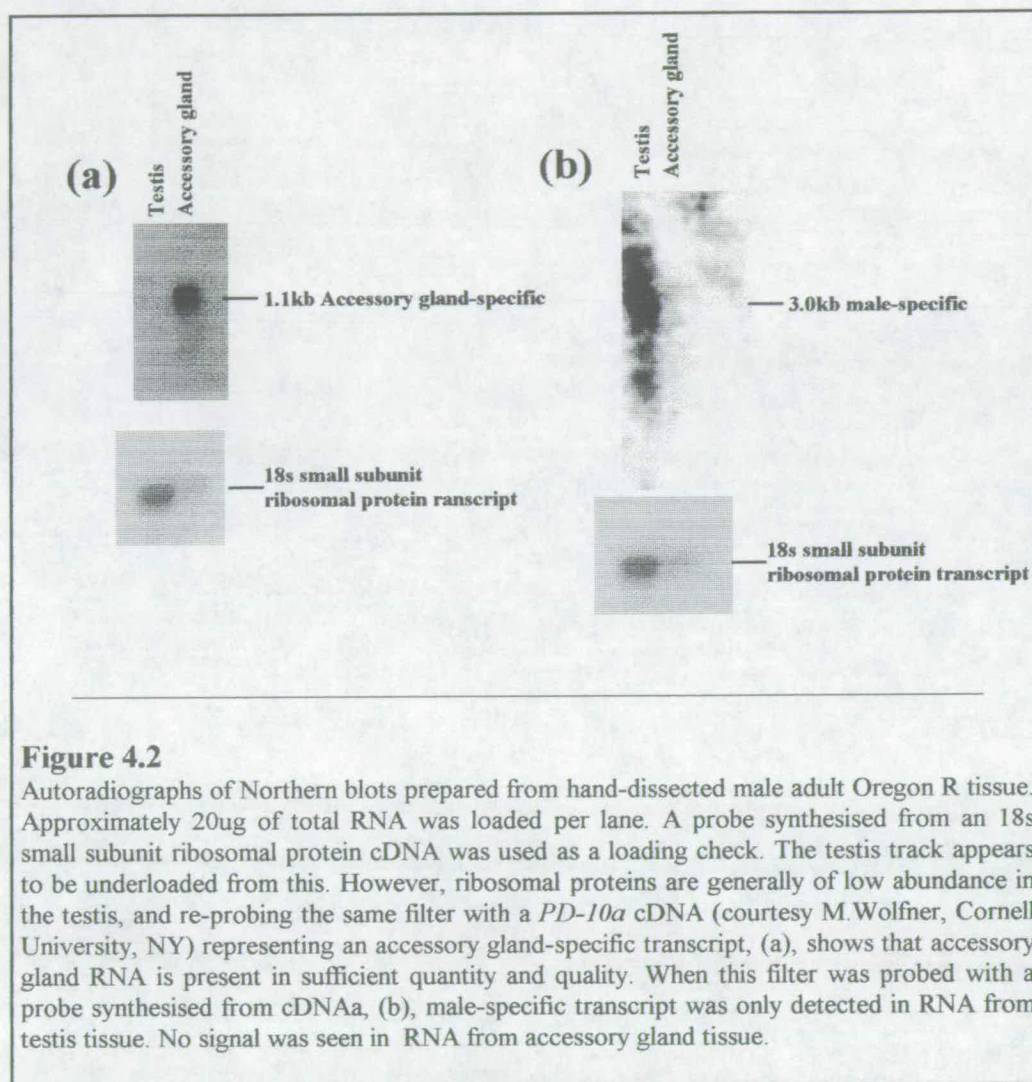 (a)
Testis
Accessory gland
1.1kb Accessory gland-specific
18s small subunit
ribosomal protein ranscript
(b)
Testis
Accessory gland
3.0kb male-specific
18s small subunit
ribosomal protein transcript
Figure 4.2
Autoradiographs of Northern blots prepared from hand-dissected male adult Oregon R tissue.
Approximately 20ug of total RNA was loaded per lane. A probe synthesised from an 18s
small subunit ribosomal protein cDNA was used as a loading check. The testis track appears
to be underloaded from this. However, ribosomal proteins are generally of low abundance in
the testis, and re-probing the same filter with a PD-10a cDNA (courtesy M.Wolfner, Cornell
University, NY) representing an accessory gland-specific transcript, (a), shows that accessory
gland RNA is present in sufficient quantity and quality. When this filter was probed with a
probe synthesised from cDNAa, (b), male-specific transcript was only detected in RNA from
testis tissue. No signal was seen in RNA from accessory gland tissue.